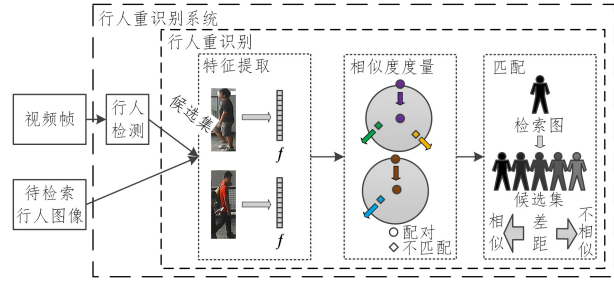 行人重识别系统
行人重识别
特征提取
相似度度量
匹配
候选集
视频帧
行人
检测
f
检索图
待检索
行人图像
f
候选集
配对
不匹配
相似
差距
不相似